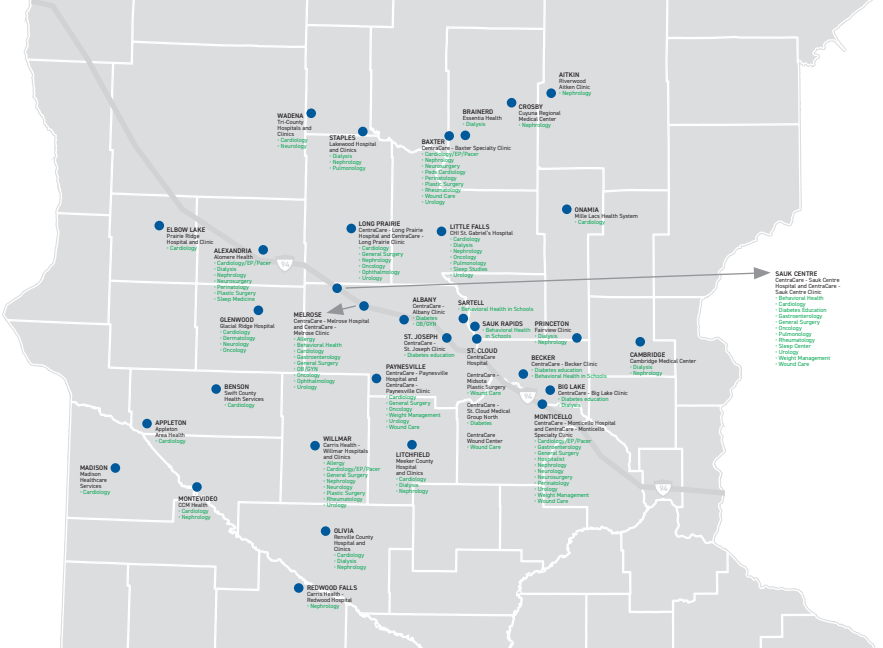 AITKIN
Riverwood
Aitken Clinic
· Nephrology
CROSBY
Cuyuna Regional
Medical Center
· Nephrology
BRAINERD
Essentia Health
· Dialysis
WADENA
Tri-County
Hospitals and
Clinics
· Cardiology
· Neurology
STAPLES
Lakewood Hospital
and Clinics
· Dialysis
· Nephrology
· Pulmonology
BAXTER
CentraCare - Baxter Specialty Clinic
· Cardiology/EP/Pacer
· Nephrology
· Neurosurgery
· Peds Cardiology
· Perinatology
· Plastic Surgery
· Rheumatology
· Wound Care
· Urology
ONAMIA
Mille Lacs Health System
· Cardiology
ELBOW LAKE
Prairie Ridge
Hospital and Clinic
· Cardiology
LONG PRAIRIE
CentraCare - Long Prairie
Hospital and CentraCare -
Long Prairie Clinic
· Cardiology
· General Surgery
· Nephrology
· Oncology
· Ophthalmology
· Urology
LITTLE FALLS
CHI St. Gabriel's Hospital
· Cardiology
· Dialysis
· Nephrology
· Oncology
· Pulmonology
· Sleep Studies
· Urology
ALEXANDRIA
Alomere Health
· Cardiology/EP/Pacer
· Dialysis
· Nephrology
· Neurosurgery
· Perinatology
· Plastic Surgery
· Sleep Medicine
94
SAUK CENTRE
CentraCare - Sauk Centre
Hospital and CentraCare -
Sauk Centre Clinic
· Behavioral Health
· Cardiology
· Diabetes Education
· Gastroenterology
· General Surgery
· Oncology
· Pulmonology
· Rheumatology
· Sleep Center
· Urology
· Weight Management
· Wound Care
GLENWOOD
Glacial Ridge Hospital
· Cardiology
· Dermatology
· Neurology
· Oncology
MELROSE
CentraCare - Melrose Hospital
and CentraCare -
Melrose Clinic
· Allergy
· Behavioral Health
· Cardiology
· Gastroenterology
· General Surgery
· OB/GYN
· Oncology
· Ophthalmology
· Urology
ALBANY
CentraCare -
Albany Clinic
· Diabetes
· OB/GYN
SARTELL
· Behavioral Health in Schools
SAUK RAPIDS
· Behavioral Health
in Schools
PRINCETON
Fairview Clinic
· Dialysis
· Nephrology
ST. JOSEPH
CentraCare -
St. Joseph Clinic
· Diabetes education
ST. CLOUD
CentraCare
Hospital
CentraCare -
Midsota
Plastic Surgery
· Wound Care
CentraCare -
St. Cloud Medical
Group North
· Diabetes
CentraCare
Wound Center
· Wound Care
BECKER
CentraCare - Becker Clinic
· Diabetes education
· Behavioral Health in Schools
CAMBRIDGE
Cambridge Medical Center
· Dialysis
· Nephrology
BIG LAKE
CentraCare - Big Lake Clinic
· Diabetes education
· Dialysis
94
MONTICELLO
CentraCare - Monticello Hospital
and CentraCare - Monticello
Specialty Clinic
· Cardiology/EP/Pacer
· Gastroenterology
· General Surgery
· Hospitalist
· Nephrology
· Neurology
· Neurosurgery
· Perinatology
· Urology
· Weight Management
· Wound Care
PAYNESVILLE
CentraCare - Paynesville
Hospital and
CentraCare -
Paynesville Clinic
· Cardiology
· General Surgery
· Oncology
· Weight Management
· Urology
· Wound Care
BENSON
Swift County
Health Services
· Cardiology
APPLETON
Appleton
Area Health
· Cardiology
WILLMAR
Carris Health -
Willmar Hospitals
and Clinics
· Allergy
· Cardiology/EP/Pacer
· General Surgery
· Nephrology
· Neurology
· Plastic Surgery
· Rheumatology
· Urology
LITCHFIELD
Meeker County
Hospital
and Clinics
· Cardiology
· Dialysis
· Nephrology
MADISON
Madison
Healthcare
Services
· Cardiology
MONTEVIDEO
CCM Health
· Cardiology
· Nephrology
94
OLIVIA
Renville County
Hospital and
Clinics
· Cardiology
· Dialysis
· Nephrology
REDWOOD FALLS
Carris Health -
Redwood Hospital
· Nephrology